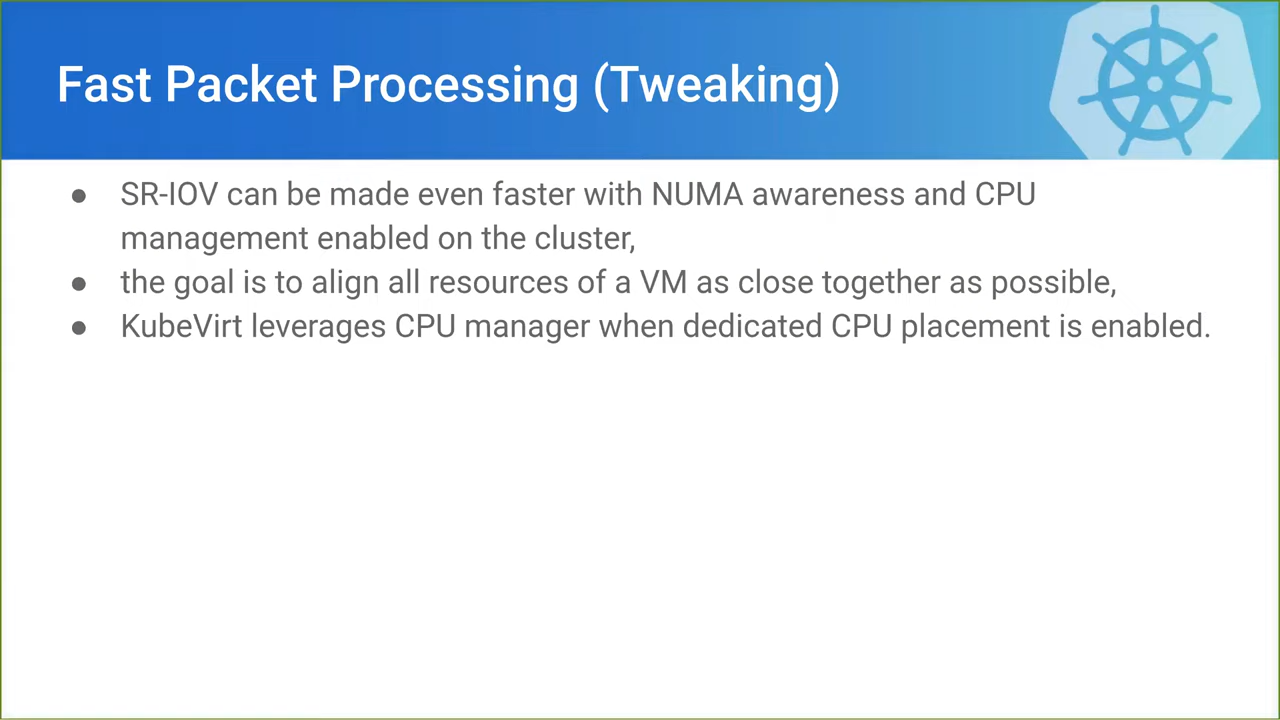 Fast Packet Processing (Tweaking)
● SR-IOV can be made even faster with NUMA awareness and CPU
management enabled on the cluster,
● the goal is to align all resources of a VM as close together as possible,
● KubeVirt leverages CPU manager when dedicated CPU placement is enabled.